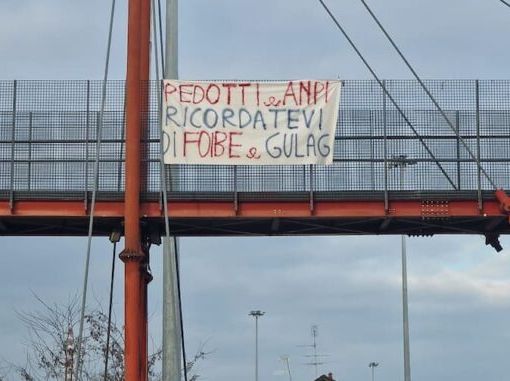 PEDOTTI e ANPI
RICORDATEVI
DI FOIBE e GULAG